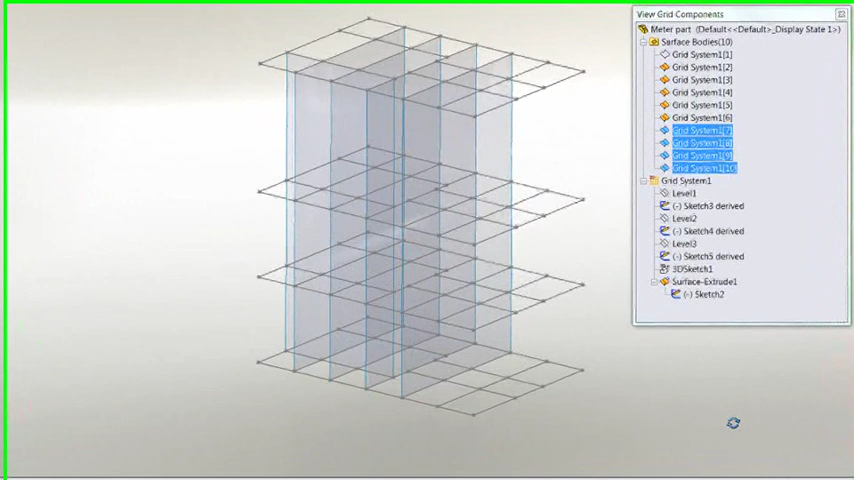 View Grid Components
Meter part (Default<<Default>_Display State 1>)
Surface Bodies(10)
Grid System1[1]
Grid System1[2]
Grid System1[3]
Grid System1[4]
Grid System1[5]
Grid System1[6]
Grid System1[7]
Grid System1[8]
Grid System1[9]
Grid System1[10]
Grid System1
Level1
(-) Sketch3 derived
Level2
(-) Sketch4 derived
Level3
(-) Sketch5 derived
3DSketch1
Surface-Extrude1
(-) Sketch2